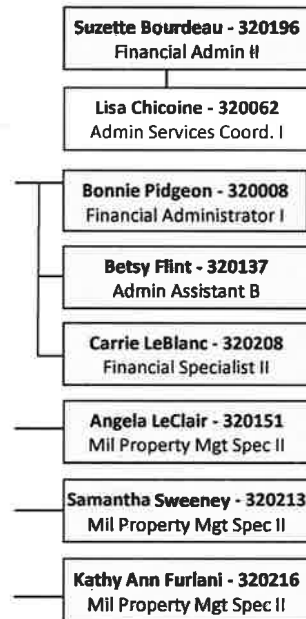 Suzette Bourdeau - 320196
Financial Admin II
Lisa Chicoine - 320062
Admin Services Coord. I
Bonnie Pidgeon - 320008
Financial Administrator I
Betsy Flint - 320137
Admin Assistant B
Carrie LeBlanc - 320208
Financial Specialist II
Angela LeClair - 320151
Mil Property Mgt Spec II
Samantha Sweeney - 320213
Mil Property Mgt Spec II
Kathy Ann Furlani - 320216
Mil Property Mgt Spec II